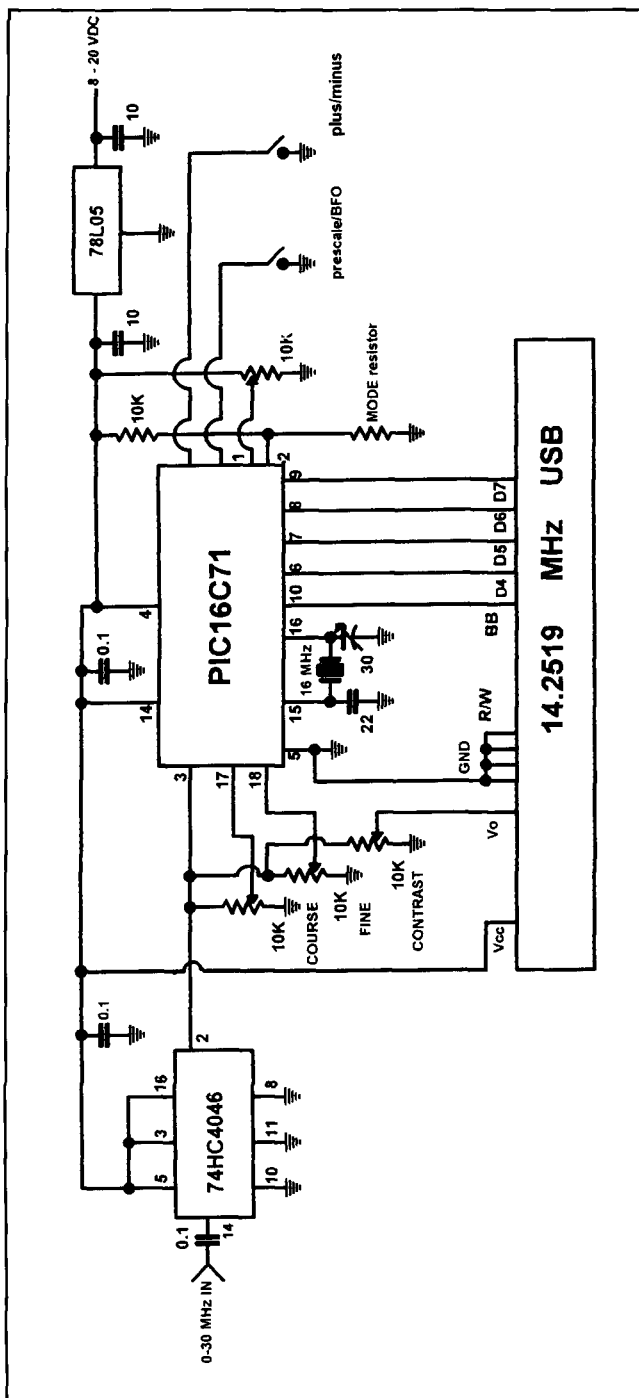 8 - 20 VDC
10
78L05
10
plus/minus
prescale/BFO
10K
10K
MODE resistor
1
2
4
0.1
14
PIC16C71
3
17
18
5
15
16
10
6
7
8
9
16 MHz
22
30
0.1
10K
COURSE
10K
FINE
10K
CONTRAST
2
16
3
5
74HC4046
8
11
10
14
0.1
0-30 MHz IN
Vcc
Vo
GND
R/W
BB
D4
D5
D6
D7
14.2519 MHz USB